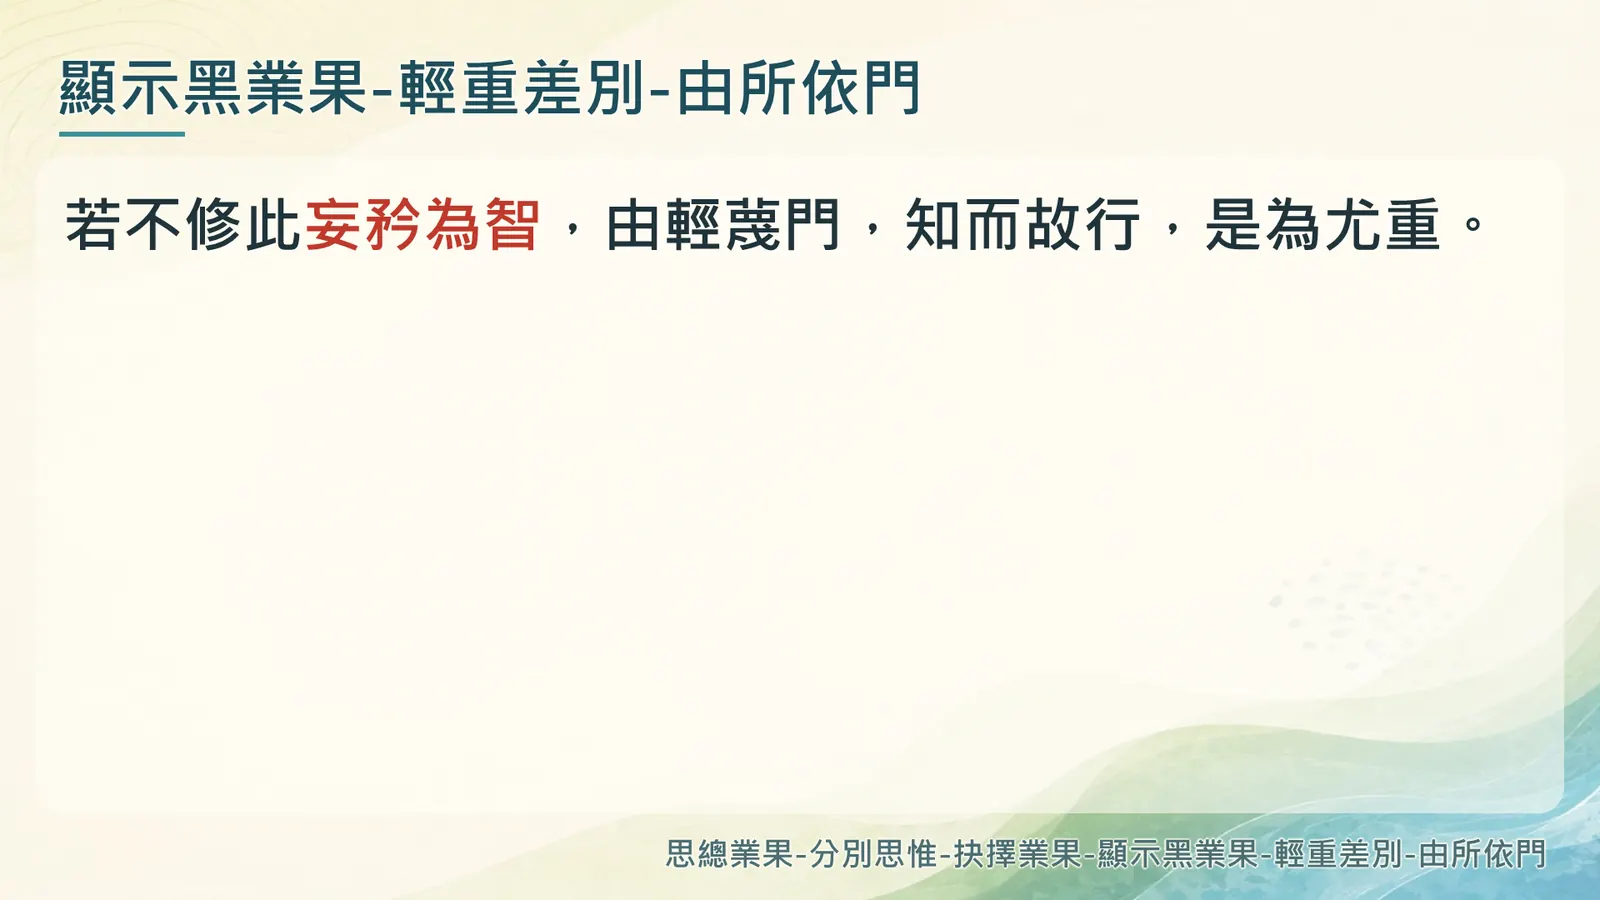 顯示黑業果-輕重差別-由所依門
若不修此妄矜為智，由輕蔑門，知而故行，是為尤重。
思總業果-分別思惟-抉擇業果-顯示黑業果-輕重差別-由所依門